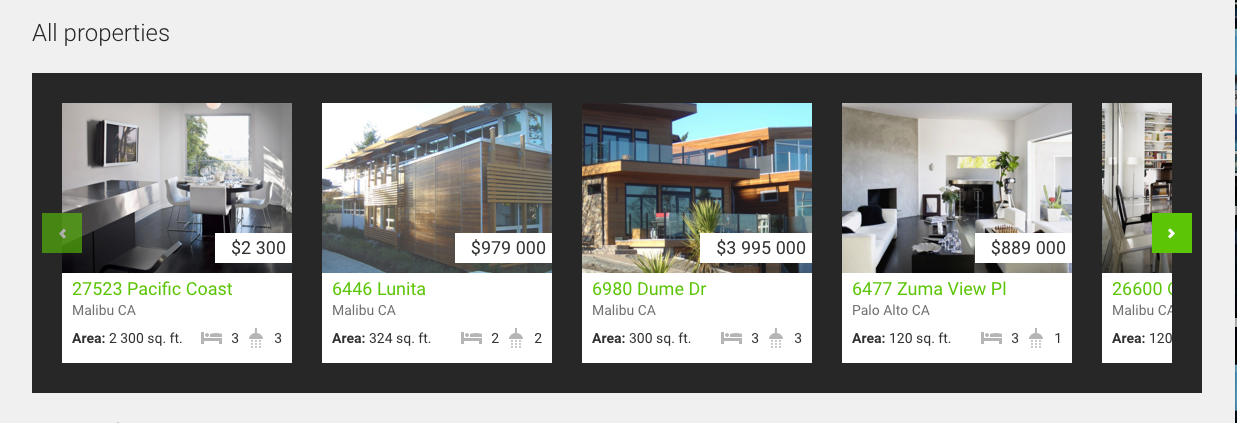 All properties
$2 300
27523 Pacific Coast
Malibu CA
Area: 2 300 sq. ft. 3 3
$979 000
6446 Lunita
Malibu CA
Area: 324 sq. ft. 2 2
$3 995 000
6980 Dume Dr
Malibu CA
Area: 300 sq. ft. 3 3
$889 000
6477 Zuma View Pl
Palo Alto CA
Area: 120 sq. ft. 3 1
26600
Malibu CA
Area: 120